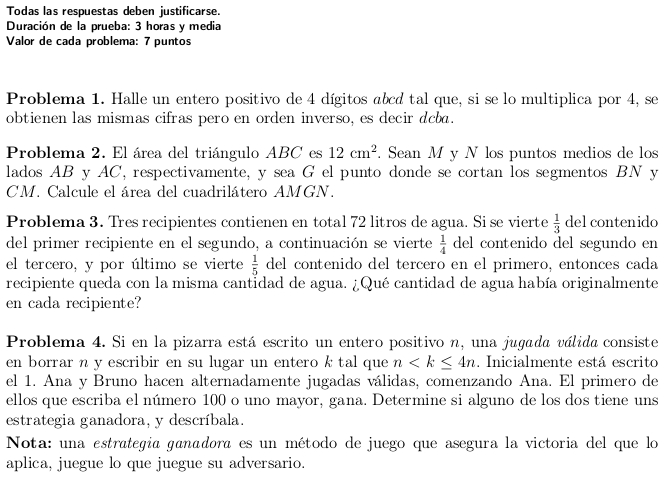 Todas las respuestas deben justificarse.
Duración de la prueba: 3 horas y media
Valor de cada problema: 7 puntos
Problema 1. Halle un entero positivo de 4 dígitos abcd tal que, si se lo multiplica por 4, se
obtienen las mismas cifras pero en orden inverso, es decir dcba.
Problema 2. El área del triángulo ABC es 12 cm². Sean M y N los puntos medios de los
lados AB y AC, respectivamente, y sea G el punto donde se cortan los segmentos BN y
CM. Calcule el área del cuadrilátero AMGN.
Problema 3. Tres recipientes contienen en total 72 litros de agua. Si se vierte 1/3 del contenido
del primer recipiente en el segundo, a continuación se vierte 1/4 del contenido del segundo en
el tercero, y por último se vierte 1/5 del contenido del tercero en el primero, entonces cada
recipiente queda con la misma cantidad de agua. ¿Qué cantidad de agua había originalmente
en cada recipiente?
Problema 4. Si en la pizarra está escrito un entero positivo n, una jugada válida consiste
en borrar n y escribir en su lugar un entero k tal que n < k ≤ 4n. Inicialmente está escrito
el 1. Ana y Bruno hacen alternadamente jugadas válidas, comenzando Ana. El primero de
ellos que escriba el número 100 o uno mayor, gana. Determine si alguno de los dos tiene uns
estrategia ganadora, y descríbala.
Nota: una estrategia ganadora es un método de juego que asegura la victoria del que lo
aplica, juegue lo que juegue su adversario.